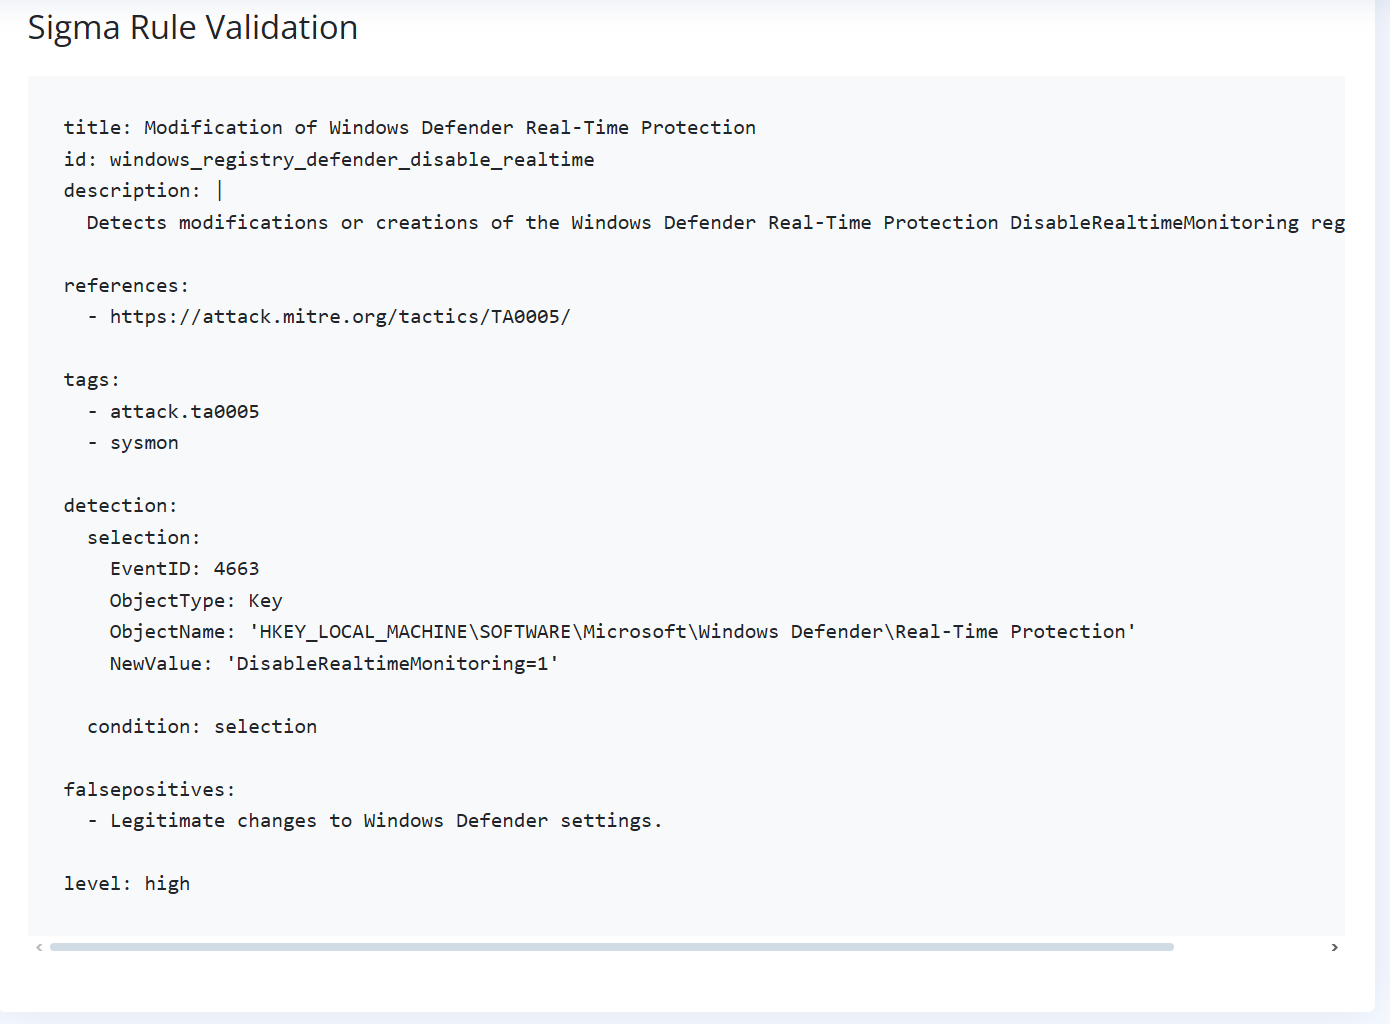 Sigma Rule Validation
title: Modification of Windows Defender Real-Time Protection
id: windows_registry_defender_disable_realtime
description: |
  Detects modifications or creations of the Windows Defender Real-Time Protection DisableRealtimeMonitoring reg
references:
  - https://attack.mitre.org/tactics/TA0005/
tags:
  - attack.ta0005
  - sysmon
detection:
  selection:
    EventID: 4663
    ObjectType: Key
    ObjectName: 'HKEY_LOCAL_MACHINE\SOFTWARE\Microsoft\Windows Defender\Real-Time Protection'
    NewValue: 'DisableRealtimeMonitoring=1'
  condition: selection
falsepositives:
  - Legitimate changes to Windows Defender settings.
level: high